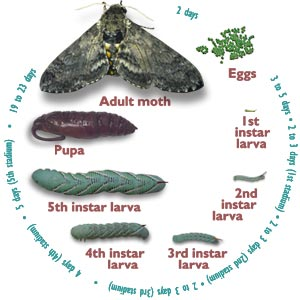 2 days
Eggs
3 to 5 days • 2 to 3 days (1st stadium) • 2 to 3 days (2nd stadium) • 2 to 3 days (3rd stadium) • 4 days (4th stadium) • 5 days (5th stadium) • 19 to 23 days •
Adult moth
1st
instar
larva
Pupa
2nd
instar
larva
5th instar larva
4th instar
larva
3rd instar
larva